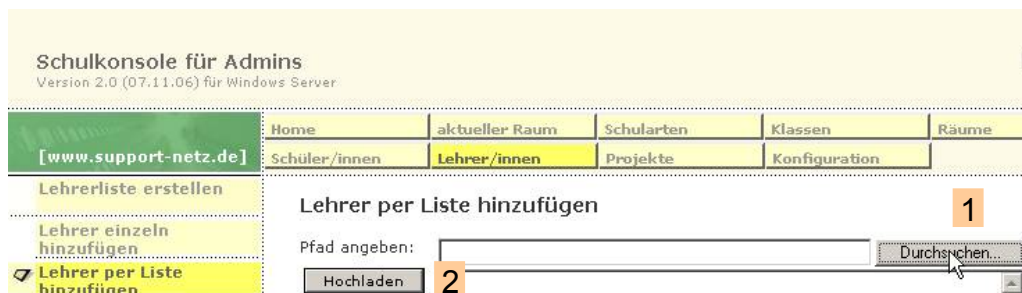 Schulkonsole für Admins
Version 2.0 (07.11.06) für Windows Server
Home aktueller Raum Schularten Klassen Räume
[www.support-netz.de] Schüler/innen Lehrer/innen Projekte Konfiguration
Lehrerliste erstellen
Lehrer per Liste hinzufügen
1
Lehrer einzeln
hinzufügen
Pfad angeben: Durchsuchen...
Lehrer per Liste
hinzufügen
Hochladen 2